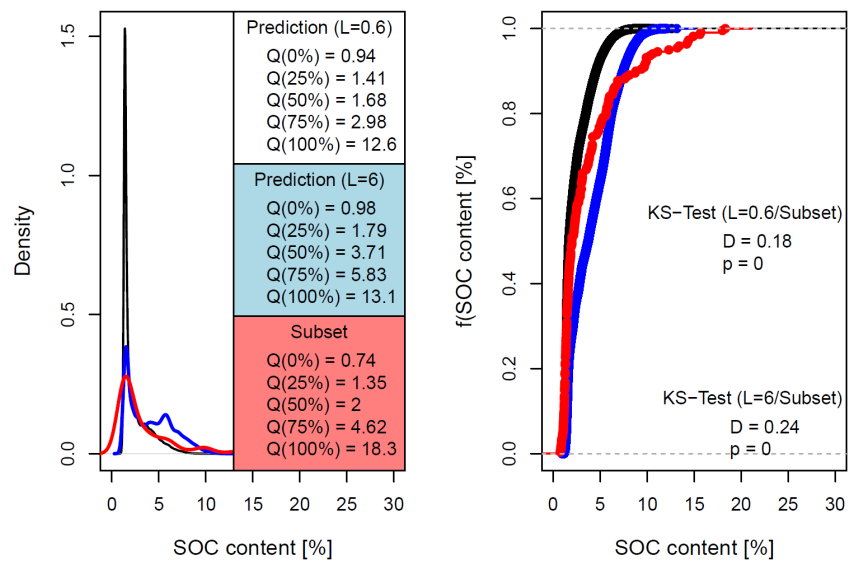 Prediction (L=0.6)
Q(0%) = 0.94
Q(25%) = 1.41
Q(50%) = 1.68
Q(75%) = 2.98
Q(100%) = 12.6
Prediction (L=6)
Q(0%) = 0.98
Q(25%) = 1.79
Q(50%) = 3.71
Q(75%) = 5.83
Q(100%) = 13.1
Subset
Q(0%) = 0.74
Q(25%) = 1.35
Q(50%) = 2
Q(75%) = 4.62
Q(100%) = 18.3
Density
1.5
1.0
0.5
0.0
0 5 10 15 20 25 30
SOC content [%]
f(SOC content [%]
1.0
0.8
0.6
0.4
0.2
0.0
KS−Test (L=0.6/Subset)
D = 0.18
p = 0
KS−Test (L=6/Subset)
D = 0.24
p = 0
0 5 10 15 20 25 30
SOC content [%]